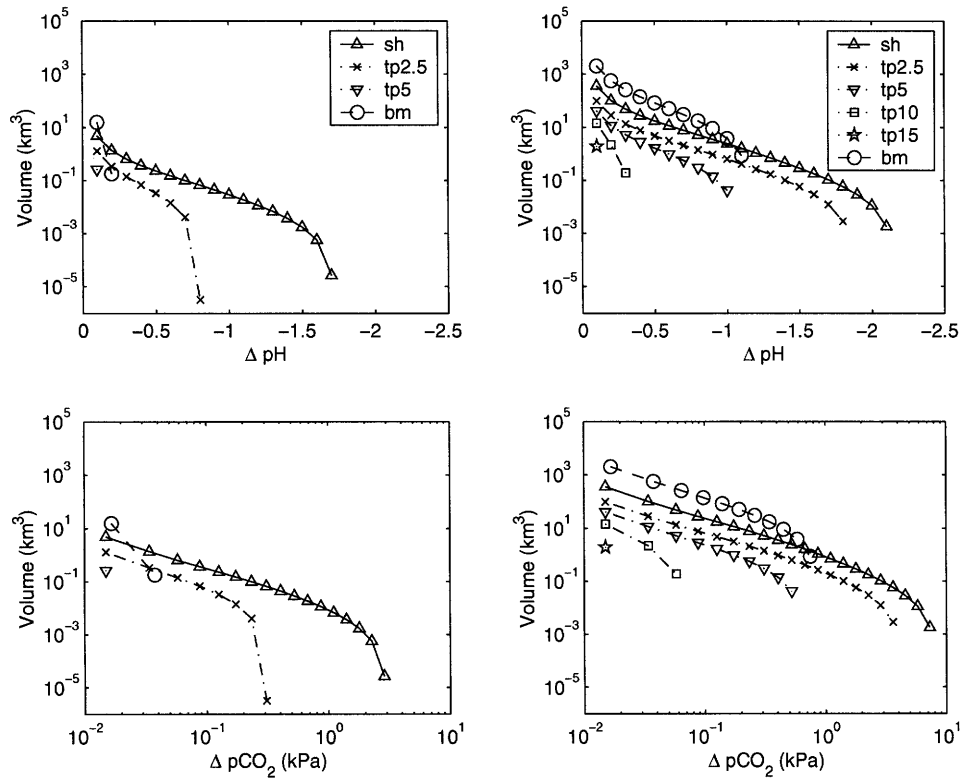 10^5
10^3
10^1
10^-1
10^-3
10^-5
Volume (km^3)
0
−0.5
−1
−1.5
−2
−2.5
Δ pH
sh
tp2.5
tp5
bm
10^5
10^3
10^1
10^-1
10^-3
10^-5
Volume (km^3)
0
−0.5
−1
−1.5
−2
−2.5
Δ pH
sh
tp2.5
tp5
tp10
tp15
bm
10^5
10^3
10^1
10^-1
10^-3
10^-5
Volume (km^3)
10^-2
10^-1
10^0
10^1
Δ pCO_2 (kPa)
10^5
10^3
10^1
10^-1
10^-3
10^-5
Volume (km^3)
10^-2
10^-1
10^0
10^1
Δ pCO_2 (kPa)